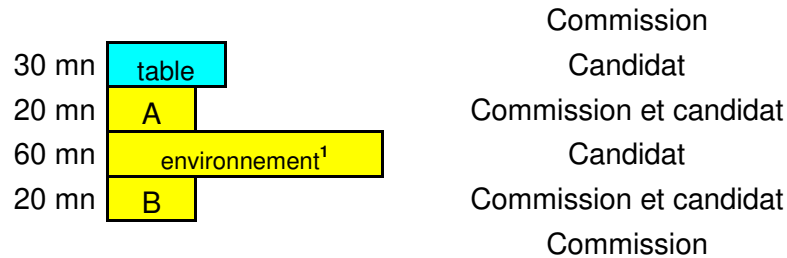 Commission
30 mn table Candidat
20 mn A Commission et candidat
60 mn environnement¹ Candidat
20 mn B Commission et candidat
Commission